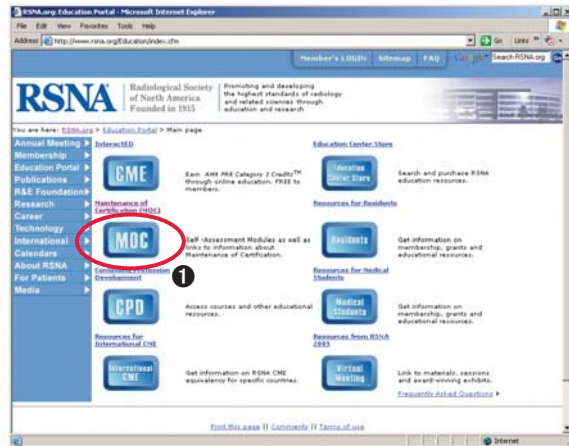 RSNA.org: Education Portal - Microsoft Internet Explorer
File Edit View Favorites Tools Help
Address http://www.rsna.org/Education/index.cfm Go Links »
Member's LOGIN Sitemap FAQ Search RSNA.org Go
RSNA
Radiological Society
of North America
Founded in 1915
Promoting and developing
the highest standards of radiology
and related sciences through
education and research
You are here: RSNA.org > Education Portal > Main page
Annual Meeting
Membership
Education Portal
Publications
R&E Foundation
Research
Career
Technology
International
Calendars
About RSNA
For Patients
Media
InteractED
CME
Earn AMA PRA Category 1 Credits™
through online education. FREE to
members.
Maintenance of
Certification (MOC)
MOC
Self-Assessment Modules as well as
links to information about
Maintenance of Certification.
1
Continuing Profession
Development
CPD
Access courses and other educational
resources.
Resources for
International CME
International
CME
Get information on RSNA CME
equivalency for specific countries.
Education Center Store
Education
Center Store
Search and purchase RSNA
education resources.
Resources for Residents
Residents
Get information on
membership, grants and
educational resources.
Resources for Medical
Students
Medical
Students
Get information on
membership, grants and
educational resources.
Resources from RSNA
2005
Virtual
Meeting
Link to materials, sessions
and award-winning exhibits.
Frequently Asked Questions
Print this page || Comments || Terms of use
Internet